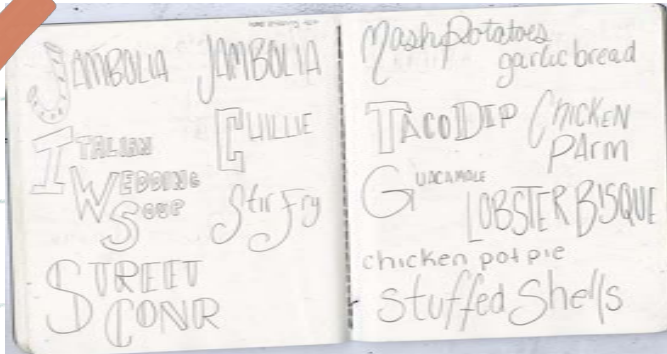 JAMBOLIA JAMBOLIA
ITALIAN
WEDDING
SOUP
CHILLIE
Stir Fry
STREET
CONR
Mash Potatoes
garlic bread
TACO DIP
CHICKEN
PARM
GUACAMOLE
LOBSTER BISQUE
chicken pot pie
Stuffed Shells